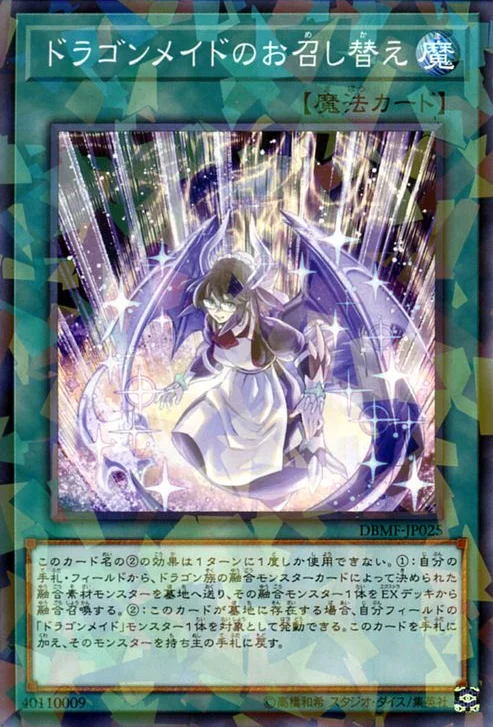 ドラゴンメイドのお召し替え 魔
【魔法カード】
DBMF-JP025
このカード名の②の効果は1ターンに1度しか使用できない。①:自分の
手札・フィールドから、ドラゴン族の融合モンスターカードによって決められた
融合素材モンスターを墓地へ送り、その融合モンスター1体をEXデッキから
融合召喚する。②:このカードが墓地に存在する場合、自分フィールドの
「ドラゴンメイド」モンスター1体を対象として発動できる。このカードを手札に
加え、そのモンスターを持ち主の手札に戻す。
40110009 ©高橋和希 スタジオ・ダイス/集英社